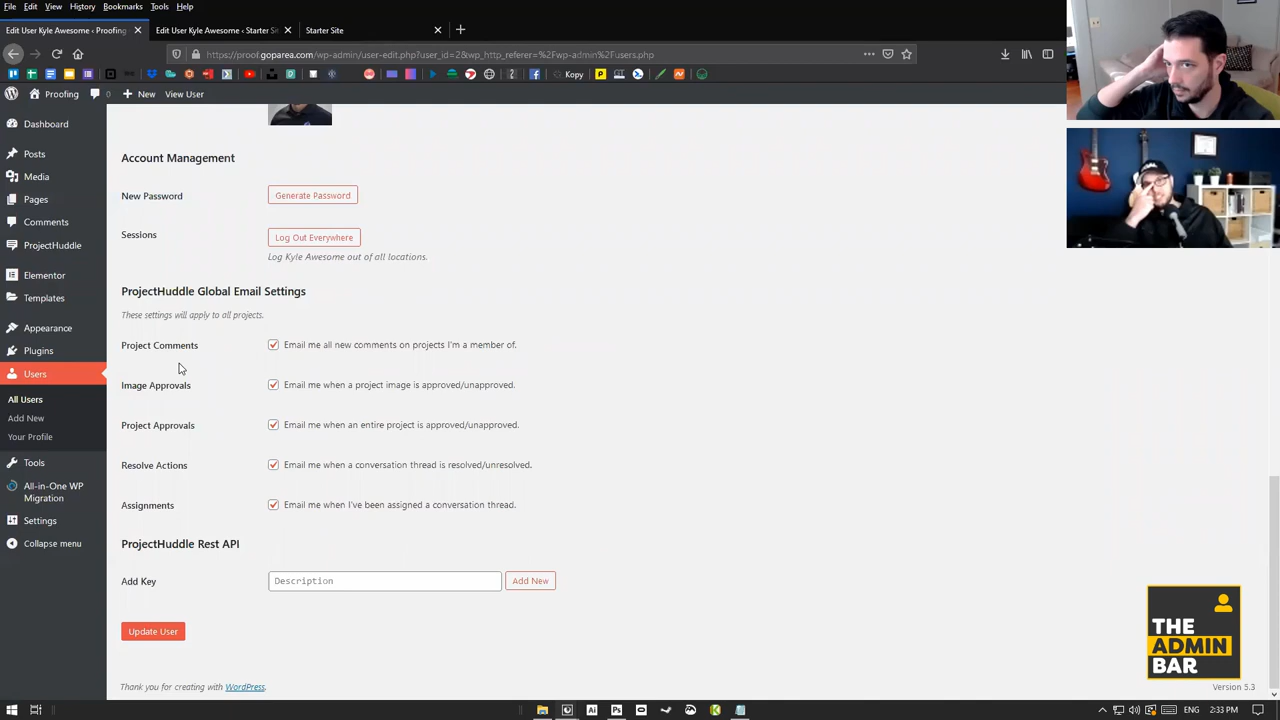 File Edit View History Bookmarks Tools Help
Edit User Kyle Awesome ‹ Proofing
Edit User Kyle Awesome ‹ Starter S
Starter Site
https://proof.goparea.com/wp-admin/user-edit.php?user_id=2&wp_http_referer=%2Fwp-admin%2Fusers.php
Kopy
Proofing 0 New View User
Dashboard
Posts
Media
Pages
Comments
ProjectHuddle
Elementor
Templates
Appearance
Plugins
Users
All Users
Add New
Your Profile
Tools
All-in-One WP
Migration
Settings
Collapse menu
Account Management
New Password Generate Password
Sessions Log Out Everywhere
Log Kyle Awesome out of all locations.
ProjectHuddle Global Email Settings
These settings will apply to all projects.
Project Comments Email me all new comments on projects I'm a member of.
Image Approvals Email me when a project image is approved/unapproved.
Project Approvals Email me when an entire project is approved/unapproved.
Resolve Actions Email me when a conversation thread is resolved/unresolved.
Assignments Email me when I've been assigned a conversation thread.
ProjectHuddle Rest API
Add Key Description Add New
Update User
Thank you for creating with WordPress.
Version 5.3
THE
ADMIN
BAR
Ai Ps
ENG 2:33 PM